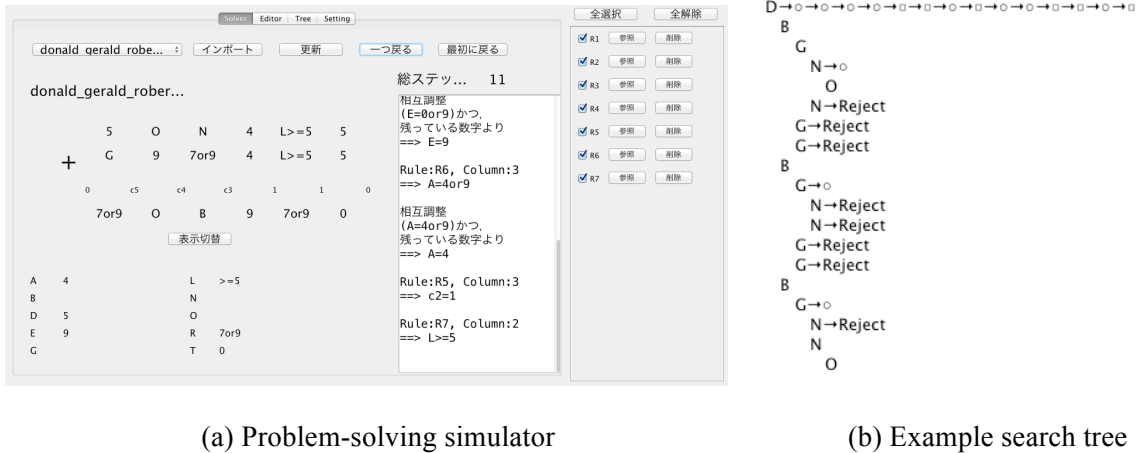 Solver Editor Tree Setting
donald_gerald_robe... インポート 更新 一つ戻る 最初に戻る
donald_gerald_rober...
5 O N 4 L>=5 5
+ G 9 7or9 4 L>=5 5
0 c5 c4 c3 1 1 0
7or9 O B 9 7or9 0
表示切替
A 4 L >=5
B N
D 5 O
E 9 R 7or9
G T 0
総ステッ... 11
相互調整
(E=0or9)かつ,
残っている数字より
==> E=9
Rule:R6, Column:3
==> A=4or9
相互調整
(A=4or9)かつ,
残っている数字より
==> A=4
Rule:R5, Column:3
==> c2=1
Rule:R7, Column:2
==> L>=5
全選択 全解除
R1 参照 削除
R2 参照 削除
R3 参照 削除
R4 参照 削除
R5 参照 削除
R6 参照 削除
R7 参照 削除
D→○→○→○→○→○→□→□→○→□→□→□→○→□
B
G
N→○
O
N→Reject
G→Reject
G→Reject
B
G→○
N→Reject
N→Reject
G→Reject
G→Reject
B
G→○
N→Reject
N
O
(a) Problem-solving simulator
(b) Example search tree